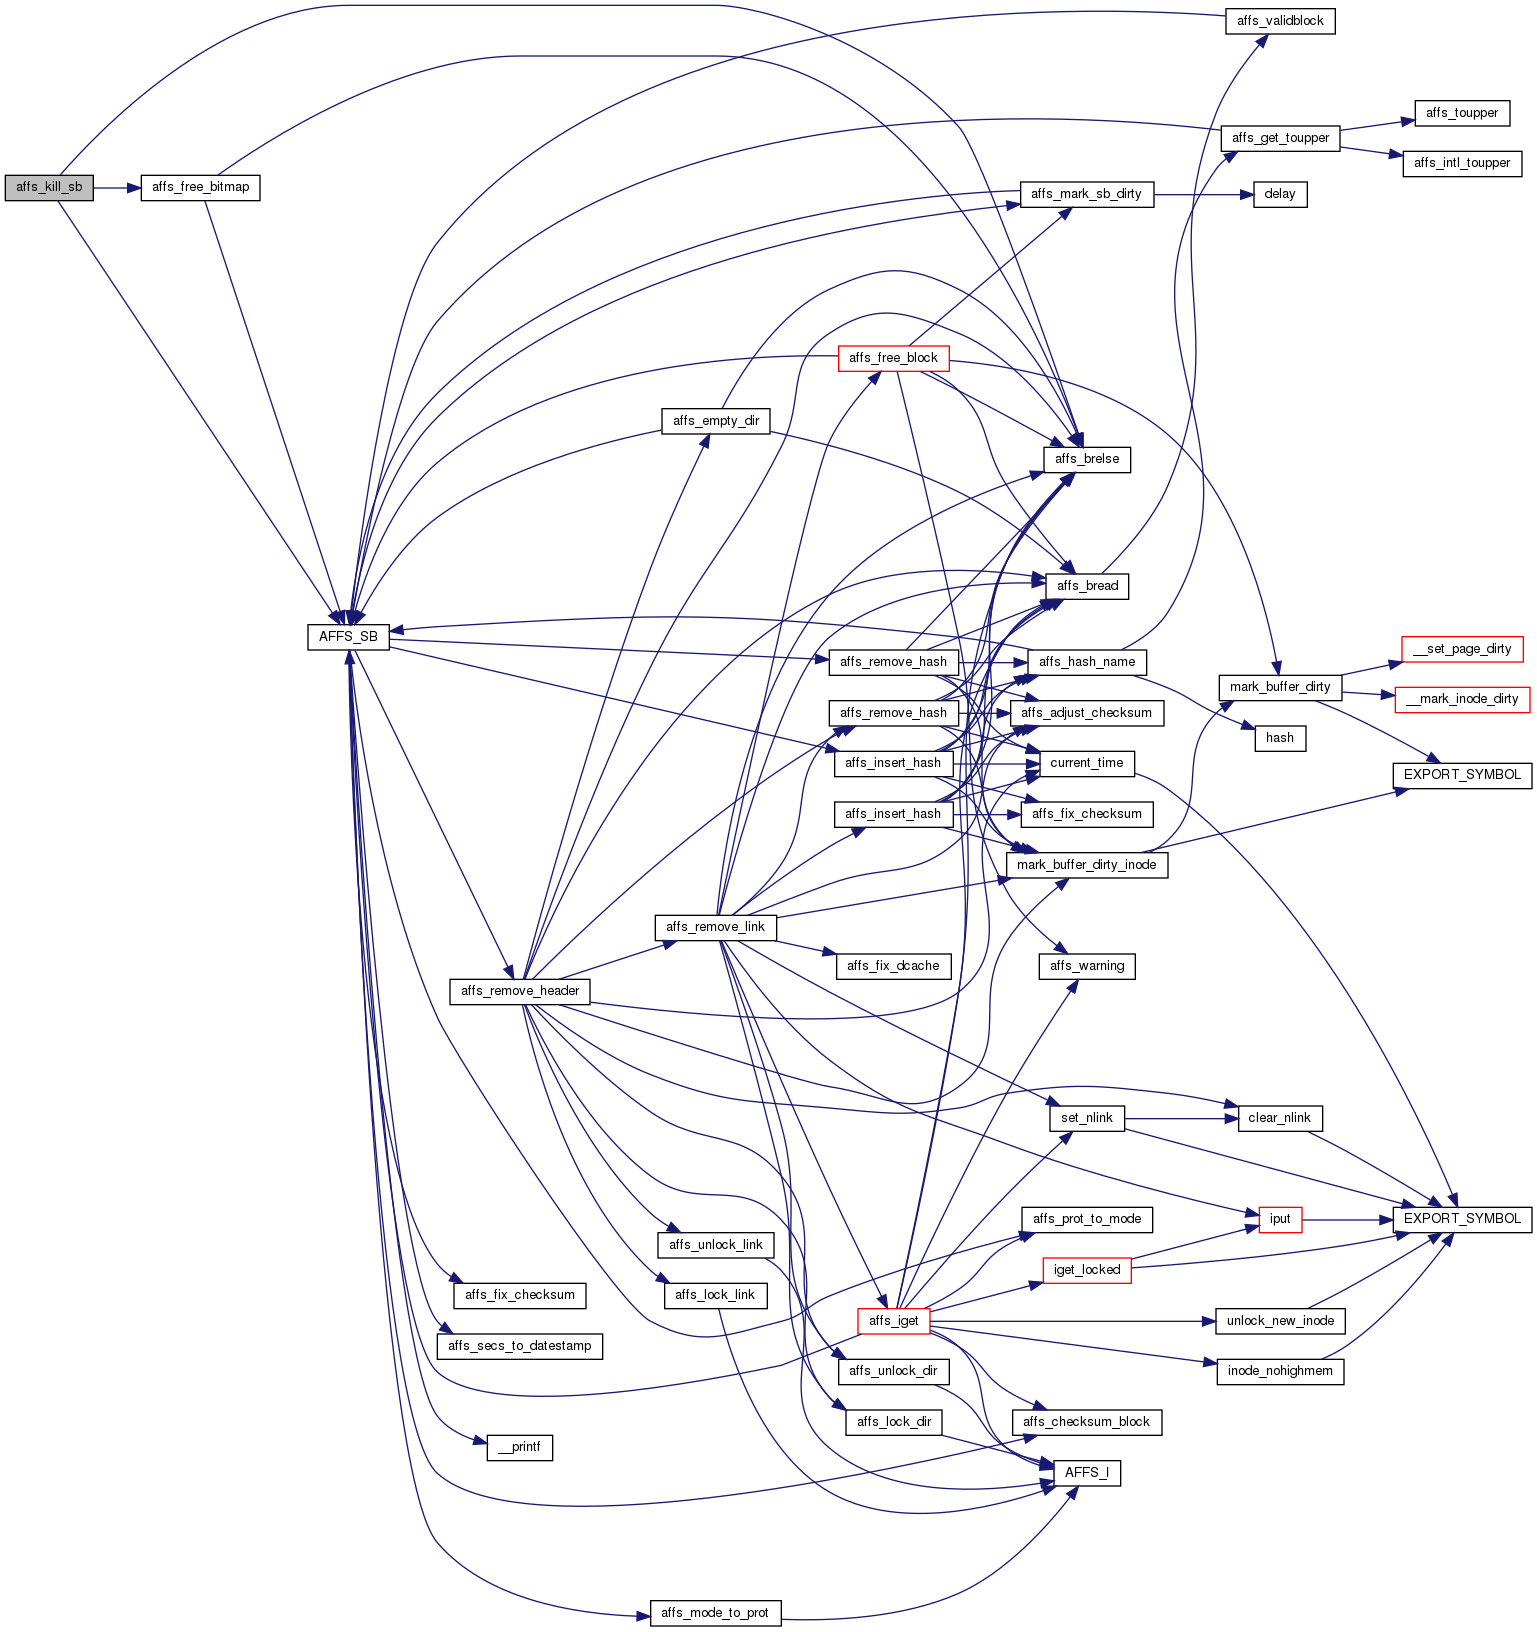 affs_validblock
affs_toupper
affs_get_toupper
affs_intl_toupper
affs_kill_sb
affs_free_bitmap
affs_mark_sb_dirty
delay
affs_free_block
affs_empty_dir
affs_brelse
affs_bread
AFFS_SB
__set_page_dirty
affs_remove_hash
affs_hash_name
mark_buffer_dirty
__mark_inode_dirty
affs_remove_hash
affs_adjust_checksum
hash
affs_insert_hash
current_time
EXPORT_SYMBOL
affs_insert_hash
affs_fix_checksum
mark_buffer_dirty_inode
affs_remove_link
affs_fix_dcache
affs_warning
affs_remove_header
set_nlink
clear_nlink
affs_prot_to_mode
iput
EXPORT_SYMBOL
affs_unlock_link
iget_locked
affs_fix_checksum
affs_lock_link
affs_iget
unlock_new_inode
affs_secs_to_datestamp
affs_unlock_dir
inode_nohighmem
affs_lock_dir
affs_checksum_block
__printf
AFFS_I
affs_mode_to_prot